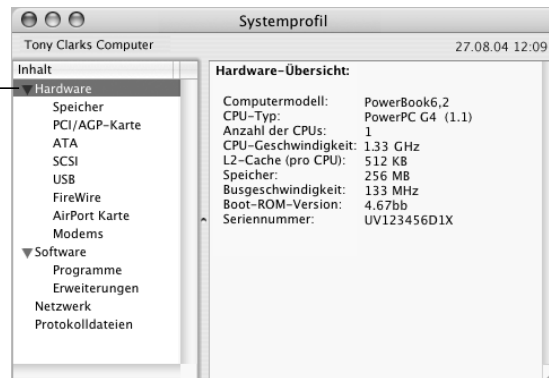 Systemprofil
Tony Clarks Computer
27.08.04 12:09
Inhalt
Hardware
Speicher
PCI/AGP-Karte
ATA
SCSI
USB
FireWire
AirPort Karte
Modems
Software
Programme
Erweiterungen
Netzwerk
Protokolldateien
Hardware-Übersicht:
Computermodell: PowerBook6,2
CPU-Typ: PowerPC G4 (1.1)
Anzahl der CPUs: 1
CPU-Geschwindigkeit: 1.33 GHz
L2-Cache (pro CPU): 512 KB
Speicher: 256 MB
Busgeschwindigkeit: 133 MHz
Boot-ROM-Version: 4.67bb
Seriennummer: UV123456D1X